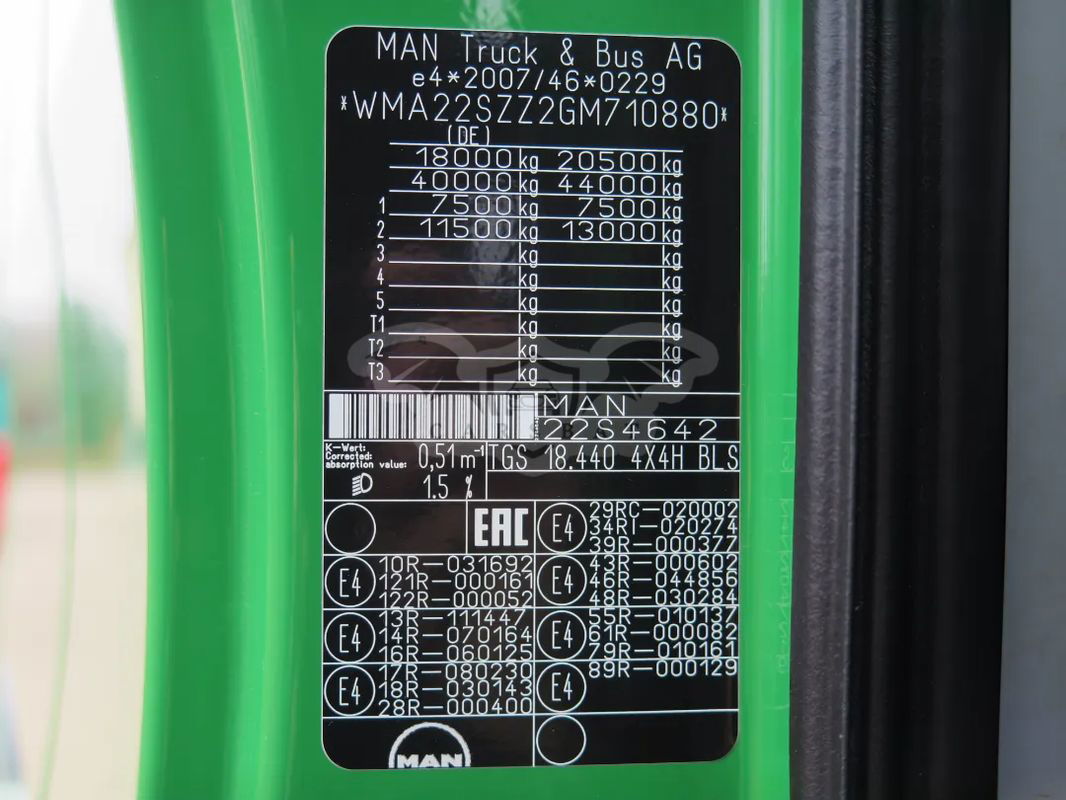 MAN Truck & Bus AG
e4*2007/46*0229
*WMA22SZZ2GM710880*
(DE)
18000 kg 20500 kg
40000 kg 44000 kg
1 7500 kg 7500 kg
2 11500 kg 13000 kg
3 kg kg
4 kg kg
5 kg kg
T1 kg kg
T2 kg kg
T3 kg kg
MAN
22S4642
K-Wert:
Corrected:
absorption value: 0,51 m⁻¹
TGS 18.440 4X4H BLS
1.5 %
EAC
E4
29RC-020002
34RI-020274
39R-000377
E4
10R-031692
121R-000161
122R-000052
E4
43R-000602
46R-044856
48R-030284
E4
13R-111447
14R-070164
16R-060125
E4
55R-010137
61R-000082
79R-010161
E4
17R-080230
18R-030143
28R-000400
E4
89R-000129
MAN